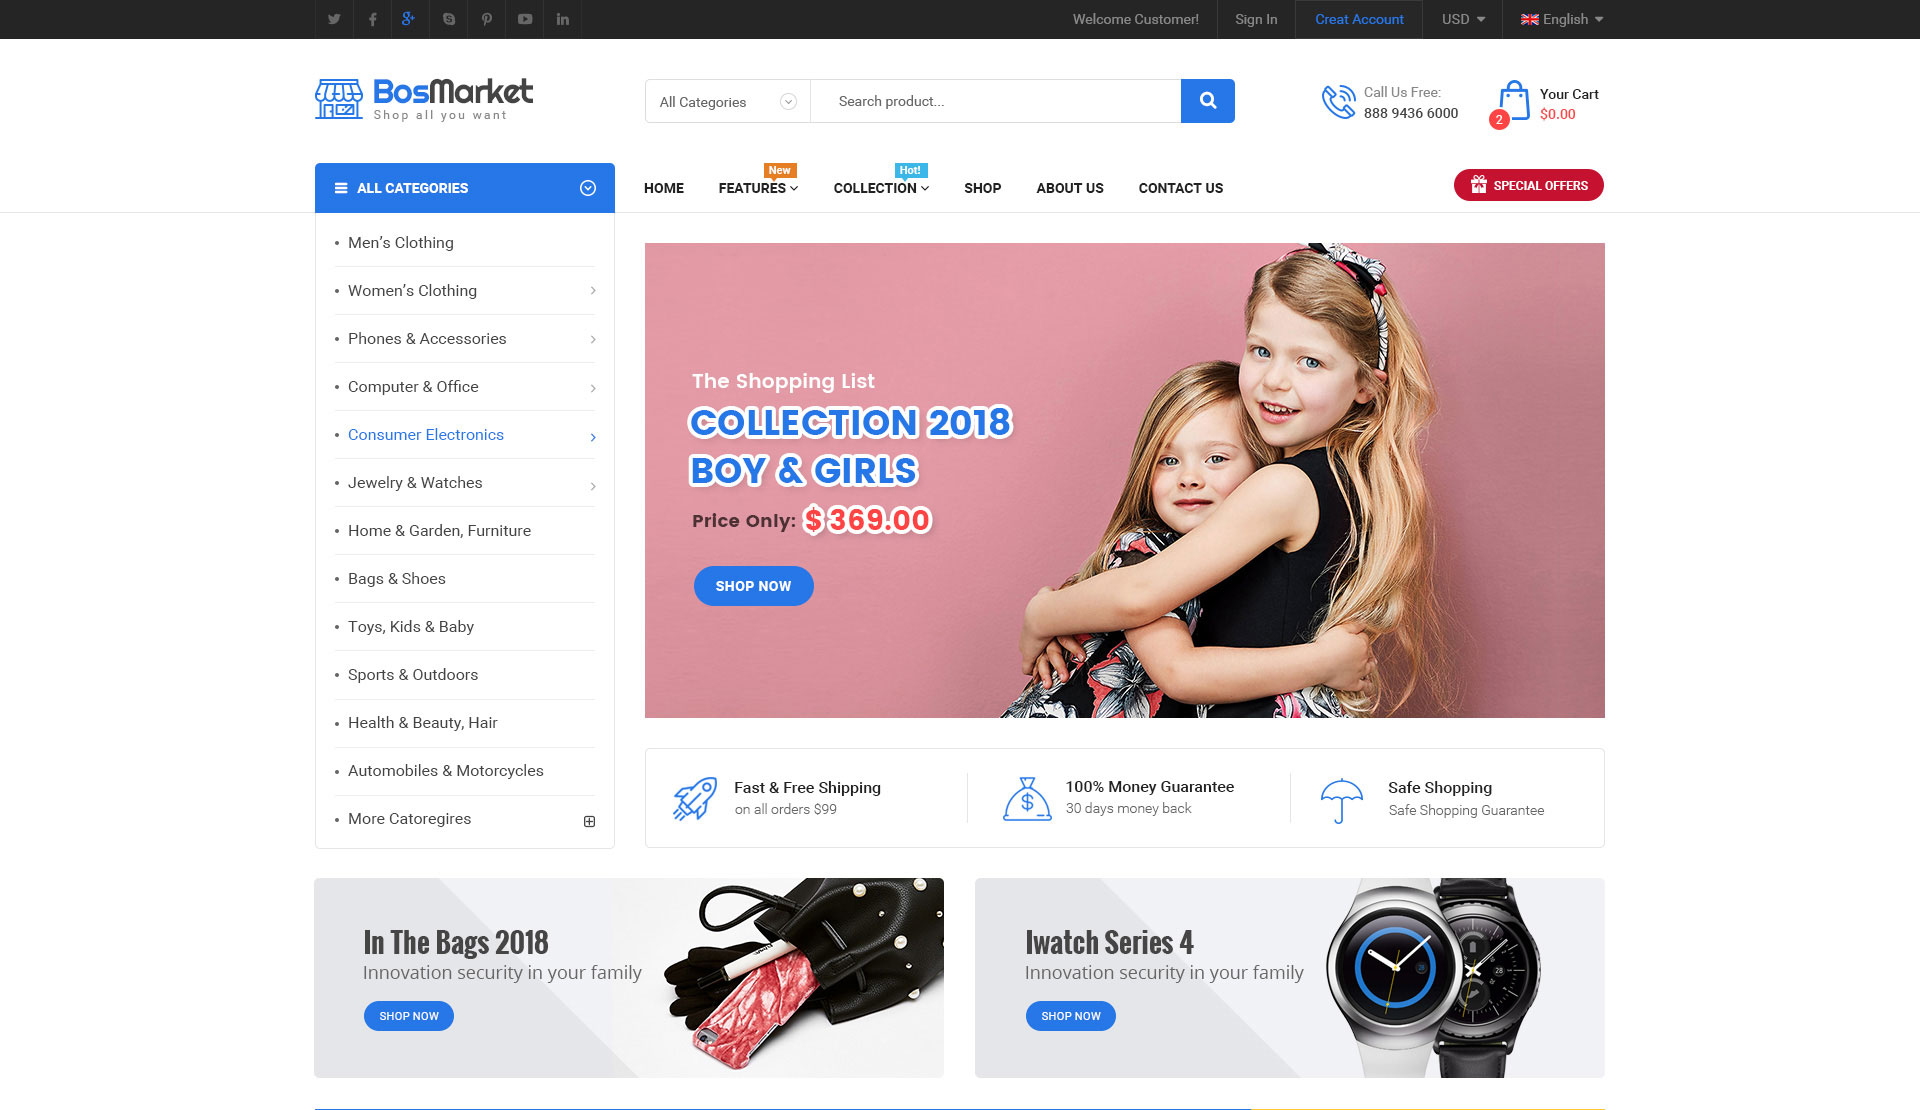 Welcome Customer!
Sign In
Creat Account
USD
English
BosMarket
Shop all you want
All Categories
Search product...
Call Us Free:
888 9436 6000
Your Cart
2
$0.00
ALL CATEGORIES
HOME
New
FEATURES
Hot!
COLLECTION
SHOP
ABOUT US
CONTACT US
SPECIAL OFFERS
Men’s Clothing
Women’s Clothing
Phones & Accessories
Computer & Office
Consumer Electronics
Jewelry & Watches
Home & Garden, Furniture
Bags & Shoes
Toys, Kids & Baby
Sports & Outdoors
Health & Beauty, Hair
Automobiles & Motorcycles
More Catoregires
The Shopping List
COLLECTION 2018
BOY & GIRLS
Price Only: $ 369.00
SHOP NOW
Fast & Free Shipping
on all orders $99
100% Money Guarantee
30 days money back
Safe Shopping
Safe Shopping Guarantee
In The Bags 2018
Innovation security in your family
SHOP NOW
Iwatch Series 4
Innovation security in your family
SHOP NOW